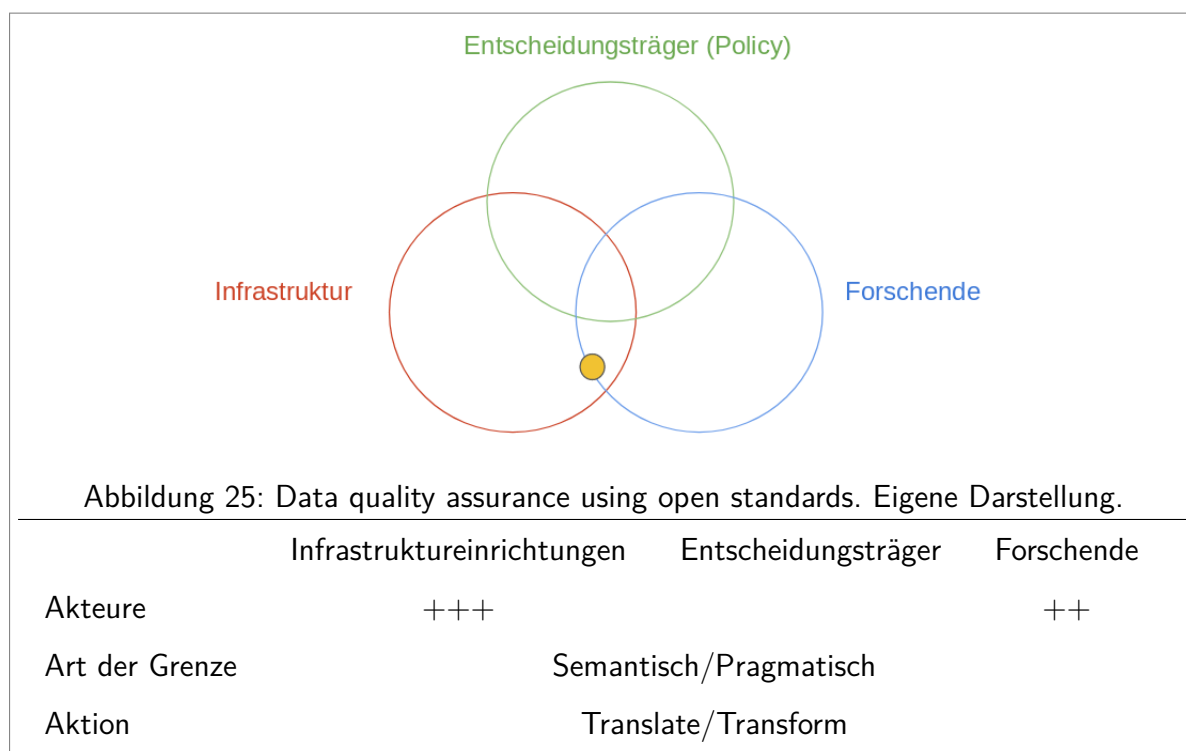 Entscheidungsträger (Policy)
Infrastruktur
Forschende
Abbildung 25: Data quality assurance using open standards. Eigene Darstellung.
Infrastruktureinrichtungen Entscheidungsträger Forschende
Akteure +++ ++
Art der Grenze Semantisch/Pragmatisch
Aktion Translate/Transform